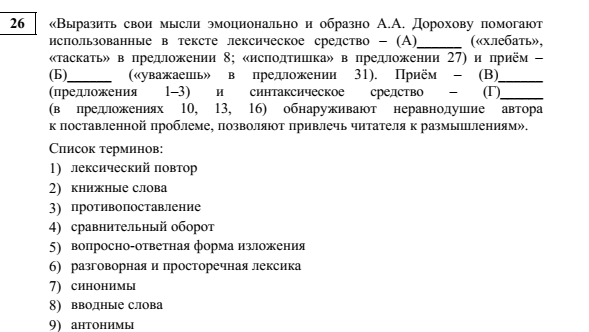 26
«Выразить свои мысли эмоционально и образно А.А. Дорохову помогают
использованные в тексте лексическое средство – (А)______ («хлебать»,
«таскать» в предложении 8; «исподтишка» в предложении 27) и приём –
(Б)______ («уважаешь» в предложении 31). Приём – (В)______
(предложения 1–3) и синтаксическое средство – (Г)______
(в предложениях 10, 13, 16) обнаруживают неравнодушие автора
к поставленной проблеме, позволяют привлечь читателя к размышлениям».
Список терминов:
1) лексический повтор
2) книжные слова
3) противопоставление
4) сравнительный оборот
5) вопросно-ответная форма изложения
6) разговорная и просторечная лексика
7) синонимы
8) вводные слова
9) антонимы